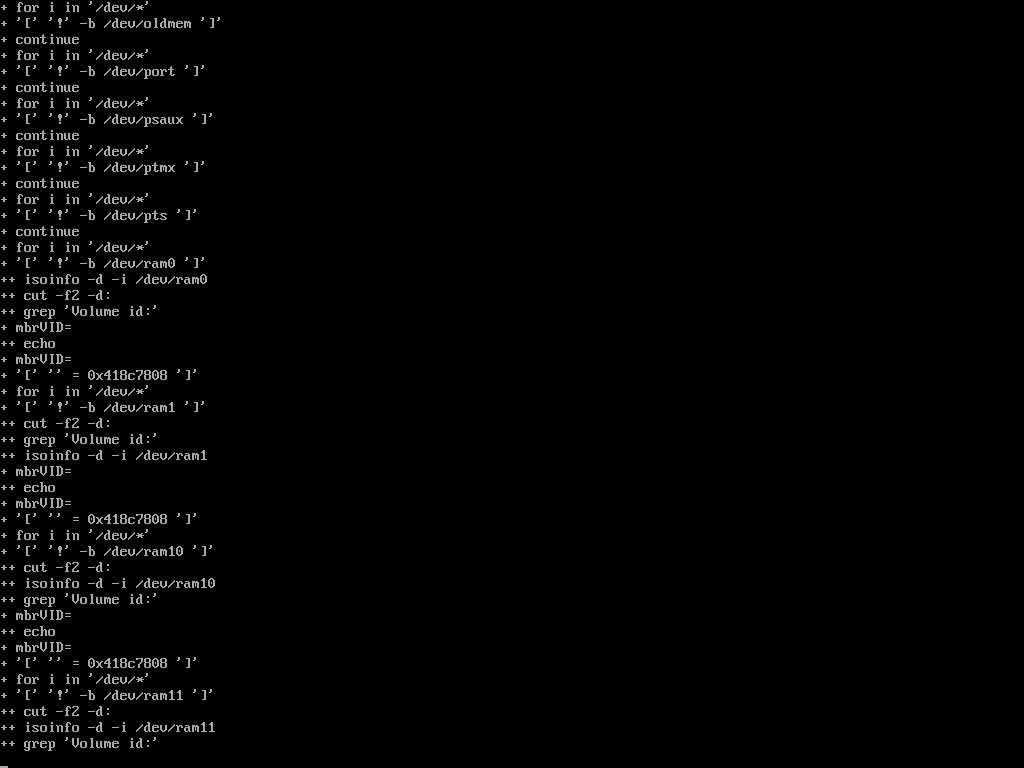 + for i in '/dev/*'
+ '[' '!' -b /dev/oldmem ']'
+ continue
+ for i in '/dev/*'
+ '[' '!' -b /dev/port ']'
+ continue
+ for i in '/dev/*'
+ '[' '!' -b /dev/psaux ']'
+ continue
+ for i in '/dev/*'
+ '[' '!' -b /dev/ptmx ']'
+ continue
+ for i in '/dev/*'
+ '[' '!' -b /dev/pts ']'
+ continue
+ for i in '/dev/*'
+ '[' '!' -b /dev/ram0 ']'
++ isoinfo -d -i /dev/ram0
++ cut -f2 -d:
++ grep 'Volume id:'
+ mbrVID=
++ echo
+ mbrVID=
+ '[' '' = 0x418c7808 ']'
+ for i in '/dev/*'
+ '[' '!' -b /dev/ram1 ']'
++ cut -f2 -d:
++ grep 'Volume id:'
++ isoinfo -d -i /dev/ram1
+ mbrVID=
++ echo
+ mbrVID=
+ '[' '' = 0x418c7808 ']'
+ for i in '/dev/*'
+ '[' '!' -b /dev/ram10 ']'
++ cut -f2 -d:
++ isoinfo -d -i /dev/ram10
++ grep 'Volume id:'
+ mbrVID=
++ echo
+ mbrVID=
+ '[' '' = 0x418c7808 ']'
+ for i in '/dev/*'
+ '[' '!' -b /dev/ram11 ']'
++ cut -f2 -d:
++ isoinfo -d -i /dev/ram11
++ grep 'Volume id:'